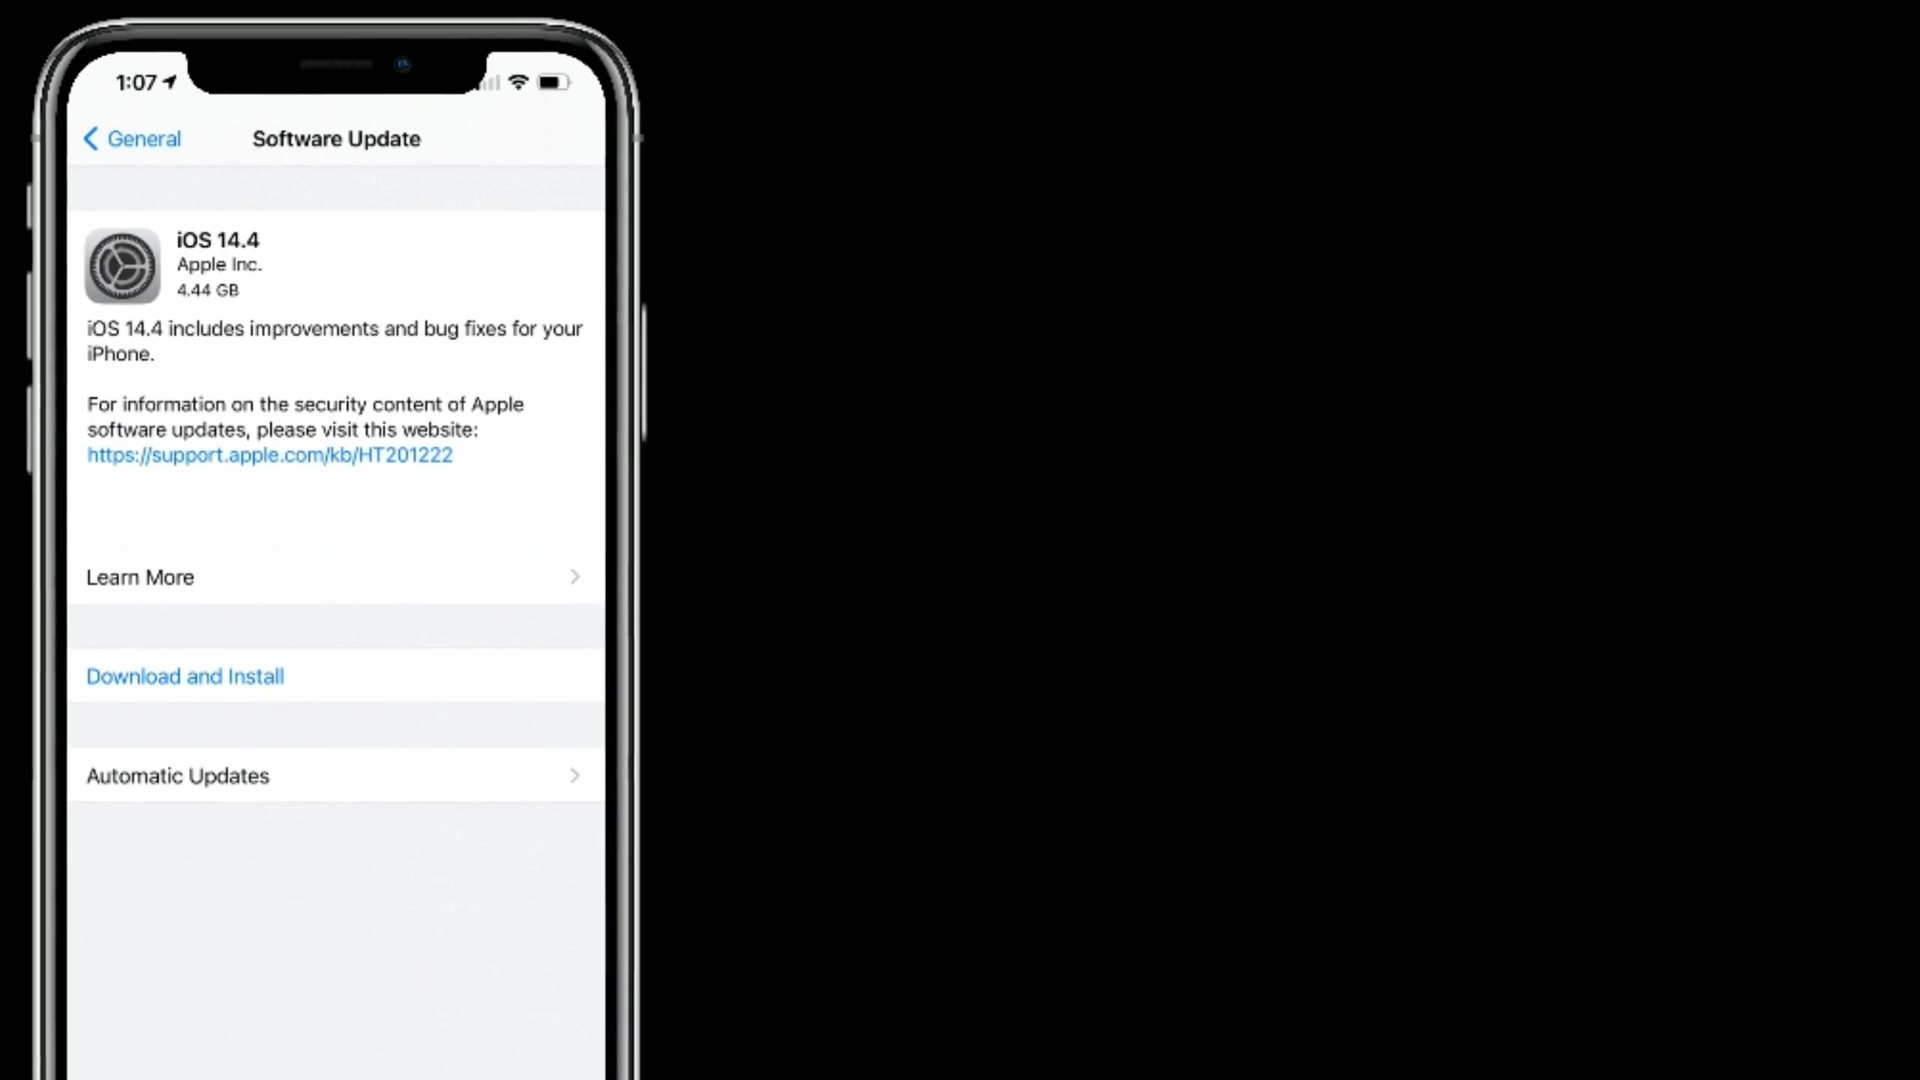 1:07
General
Software Update
iOS 14.4
Apple Inc.
4.44 GB
iOS 14.4 includes improvements and bug fixes for your
iPhone.
For information on the security content of Apple
software updates, please visit this website:
https://support.apple.com/kb/HT201222
Learn More
Download and Install
Automatic Updates